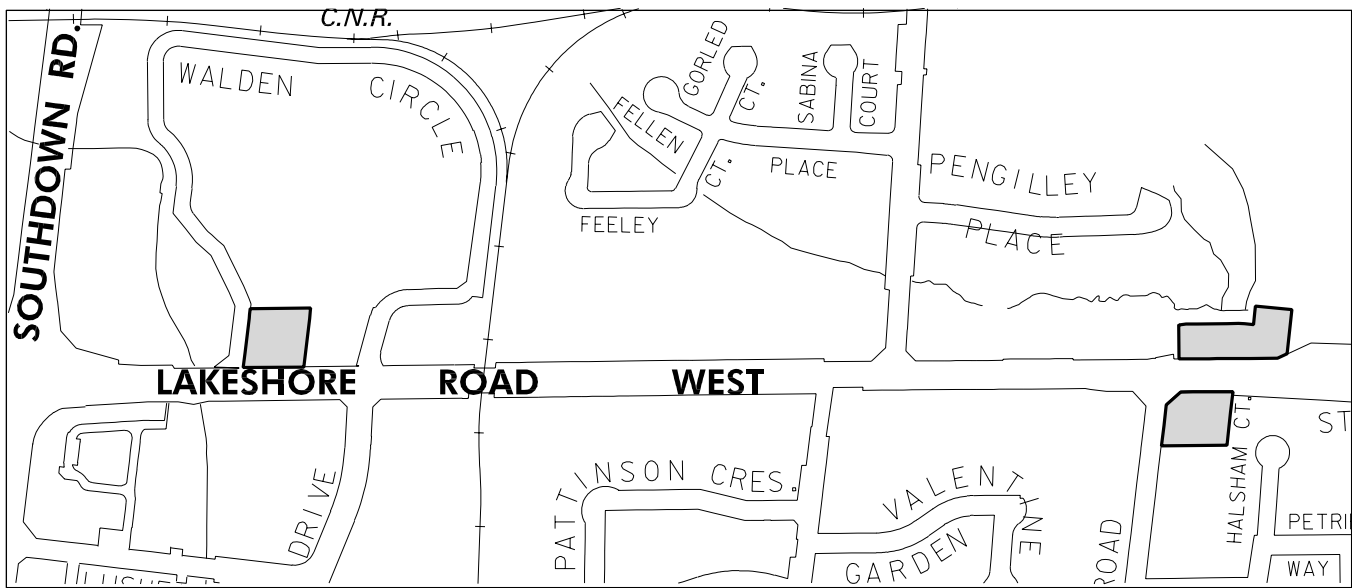 C.N.R.
SOUTHDOWN RD.
WALDEN CIRCLE
GORLED CT.
SABINA COURT
FELLEN CT.
PLACE
FEELEY
PENGILLEY
PLACE
LAKESHORE ROAD WEST
DRIVE
PATTINSON CRES.
VALENTINE
GARDEN
ROAD
HALSHAM CT.
ST
PETRI
WAY